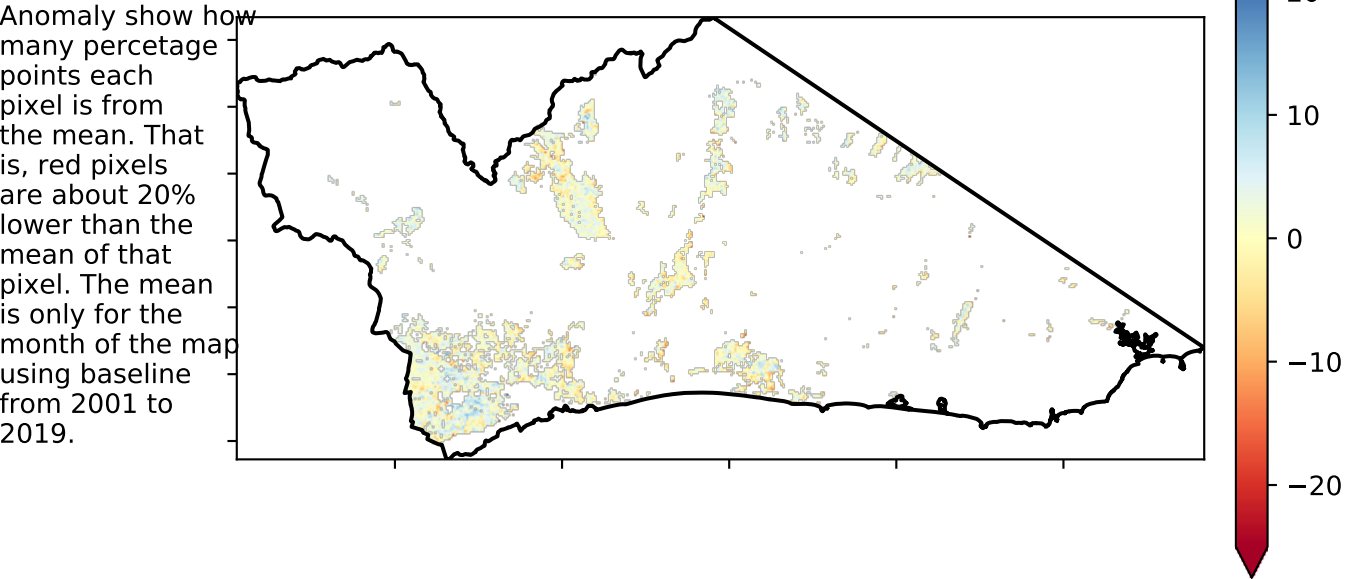 Anomaly show how
many percetage
points each
pixel is from
the mean. That
is, red pixels
are about 20%
lower than the
mean of that
pixel. The mean
is only for the
month of the map
using baseline
from 2001 to
2019.
10
0
−10
−20